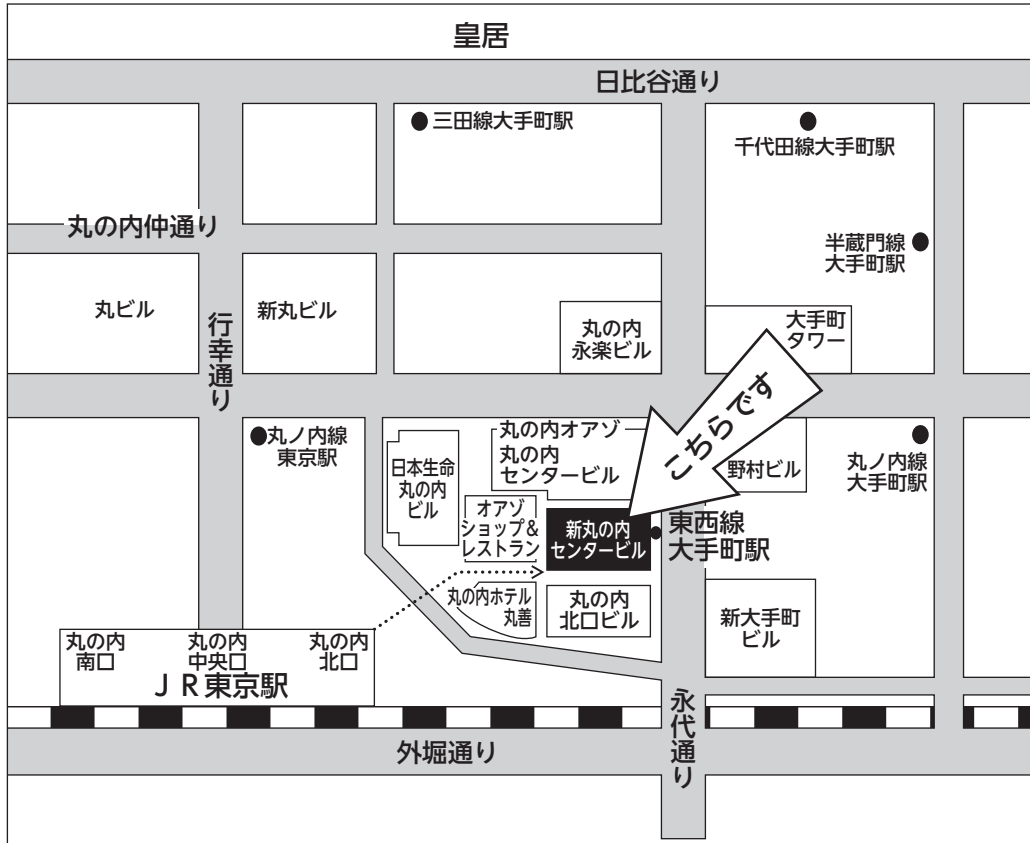 皇居
日比谷通り
三田線大手町駅
千代田線大手町駅
丸の内仲通り
半蔵門線
大手町駅
丸ビル
行幸通り
新丸ビル
丸の内
永楽ビル
大手町
タワー
こちらです
丸ノ内線
東京駅
日本生命
丸の内
ビル
丸の内オアゾ
丸の内
センタービル
野村ビル
丸ノ内線
大手町駅
オアゾ
ショップ&
レストラン
新丸の内
センタービル
東西線
大手町駅
丸の内ホテル
丸善
丸の内
北口ビル
新大手町
ビル
丸の内
南口
丸の内
中央口
丸の内
北口
ＪＲ東京駅
永代通り
外堀通り